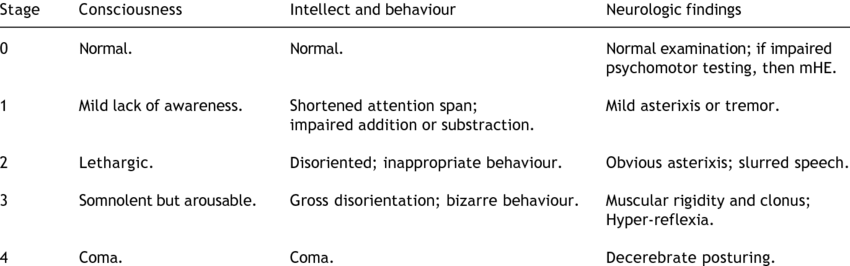 Stage Consciousness Intellect and behaviour Neurologic findings
0 Normal. Normal. Normal examination; if impaired
psychomotor testing, then mHE.
1 Mild lack of awareness. Shortened attention span; Mild asterixis or tremor.
impaired addition or substraction.
2 Lethargic. Disoriented; inappropriate behaviour. Obvious asterixis; slurred speech.
3 Somnolent but arousable. Gross disorientation; bizarre behaviour. Muscular rigidity and clonus;
Hyper-reflexia.
4 Coma. Coma. Decerebrate posturing.